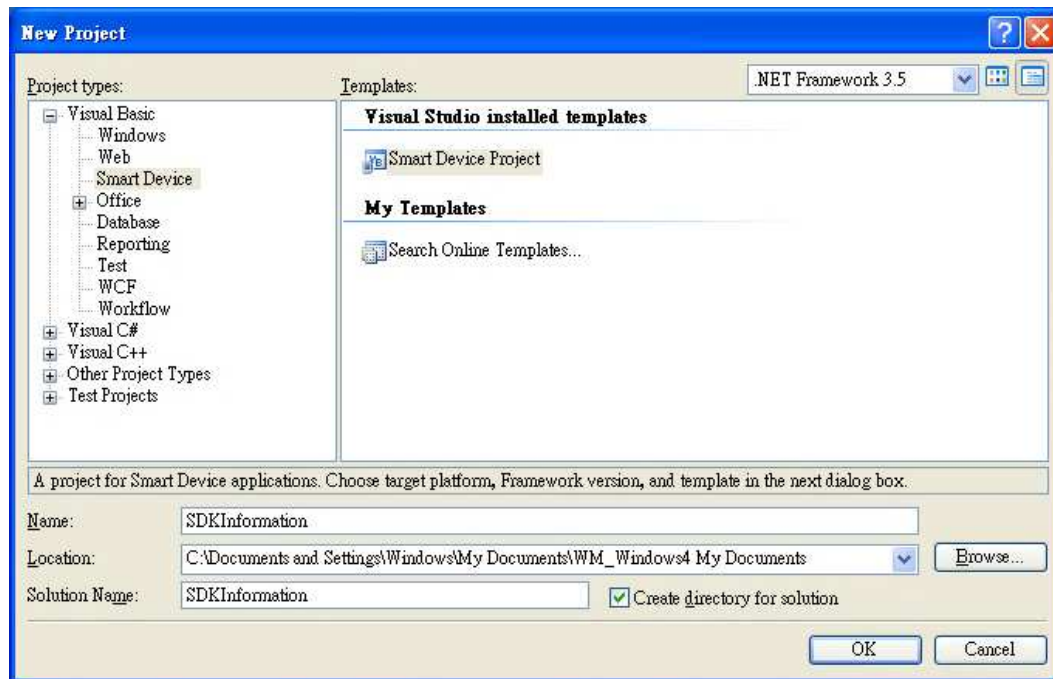 New Project
Project types:
Templates:
.NET Framework 3.5
Visual Basic
Windows
Web
Smart Device
Office
Database
Reporting
Test
WCF
Workflow
Visual C#
Visual C++
Other Project Types
Test Projects
Visual Studio installed templates
Smart Device Project
My Templates
Search Online Templates...
A project for Smart Device applications. Choose target platform, Framework version, and template in the next dialog box.
Name:
SDKInformation
Location:
C:\Documents and Settings\Windows\My Documents\WM_Windows4 My Documents
Browse...
Solution Name:
SDKInformation
Create directory for solution
OK
Cancel